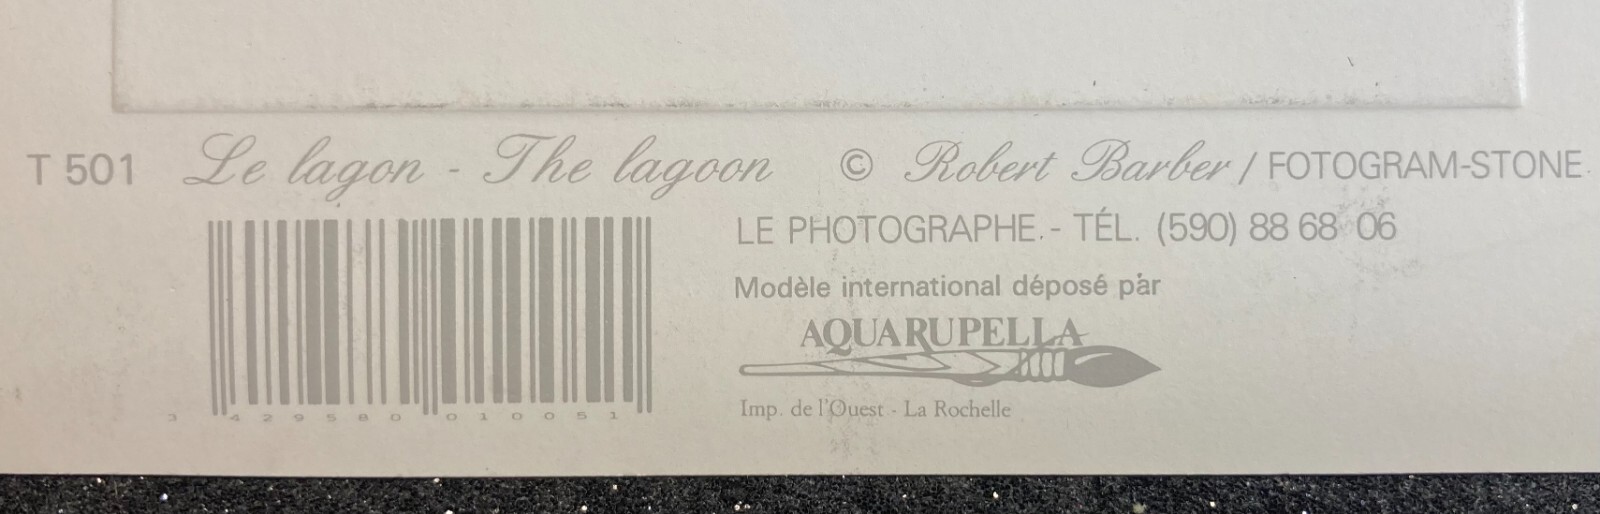 T 501 Le lagon - The lagoon © Robert Barber / FOTOGRAM-STONE.
LE PHOTOGRAPHE.- TÉL. (590) 88 68 06
Modèle international déposé par
AQUARUPELLA
Imp. de l'Ouest - La Rochelle
3 429580 010051